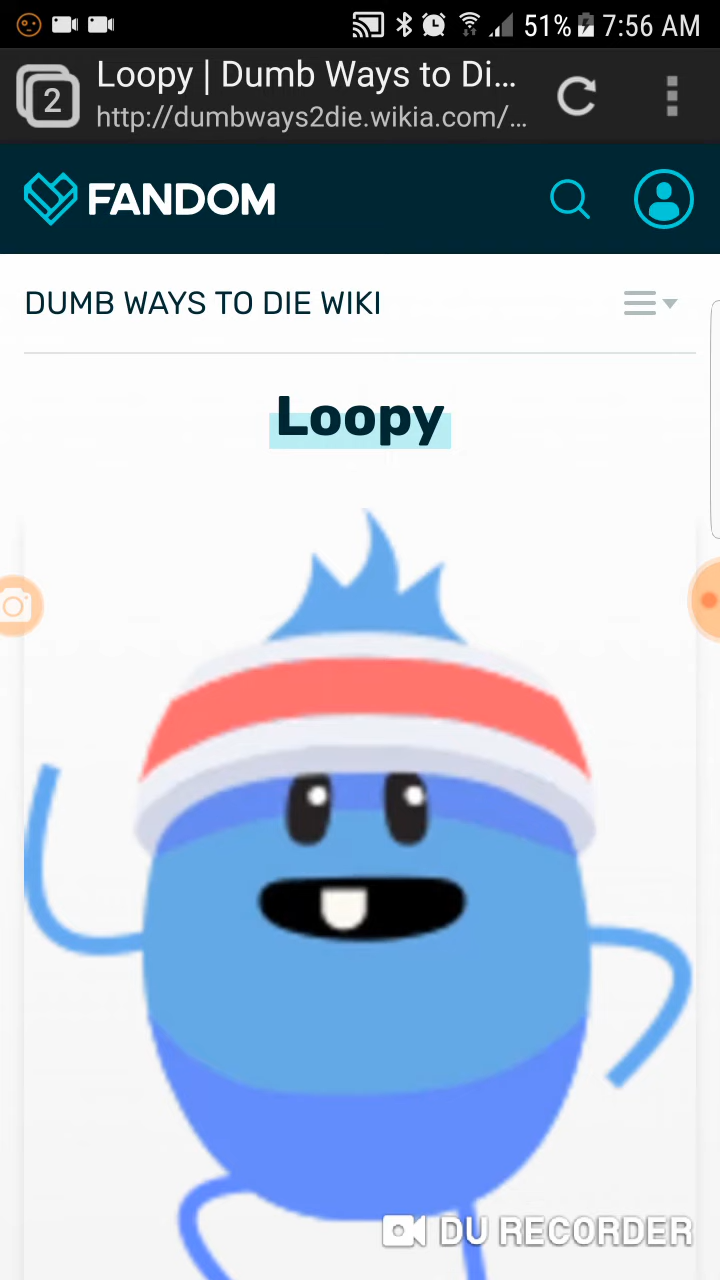 51% 7:56 AM
2 Loopy | Dumb Ways to Di...
http://dumbways2die.wikia.com/...
FANDOM
DUMB WAYS TO DIE WIKI
Loopy
DU RECORDER